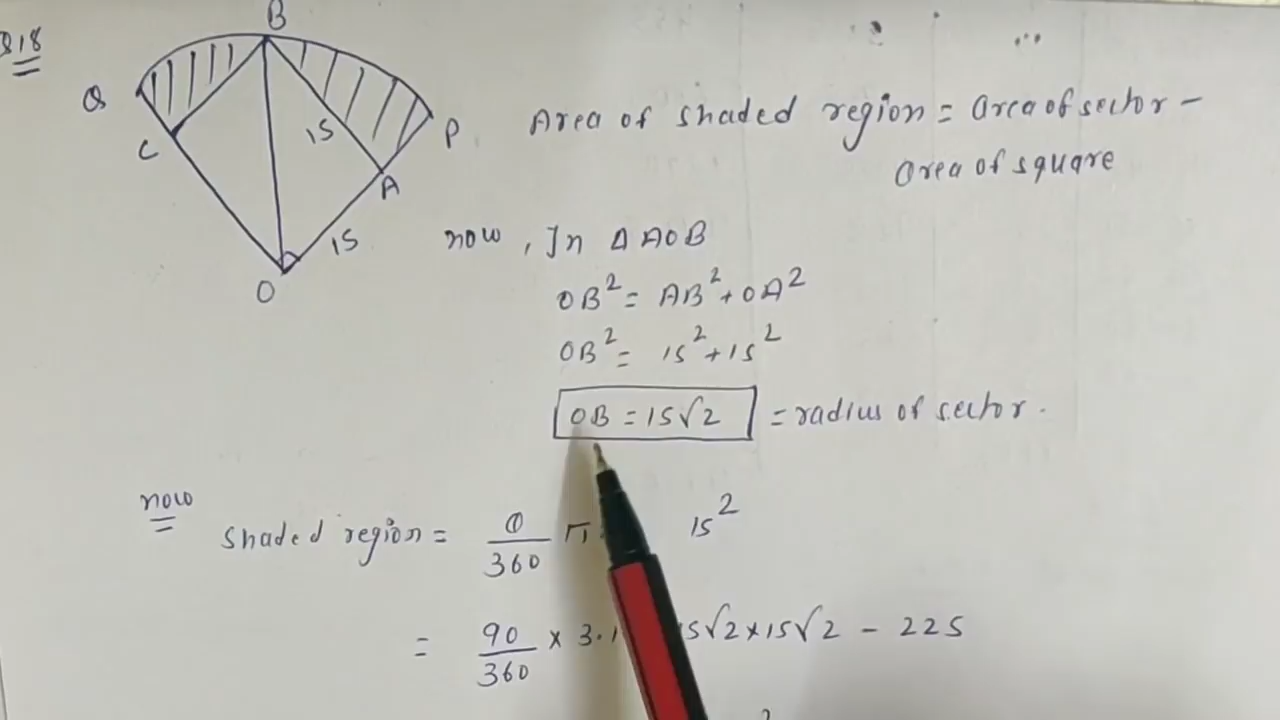 Q18
B
Q
C
15
P
A
15
O
Area of shaded region = area of sector -
area of square
now, In Δ AOB
OB² = AB² + OA²
OB² = 15² + 15²
OB = 15√2 = radius of sector.
now
Shaded region = θ/360 π 15²
= 90/360 × 3.1 15√2 × 15√2 - 225
2